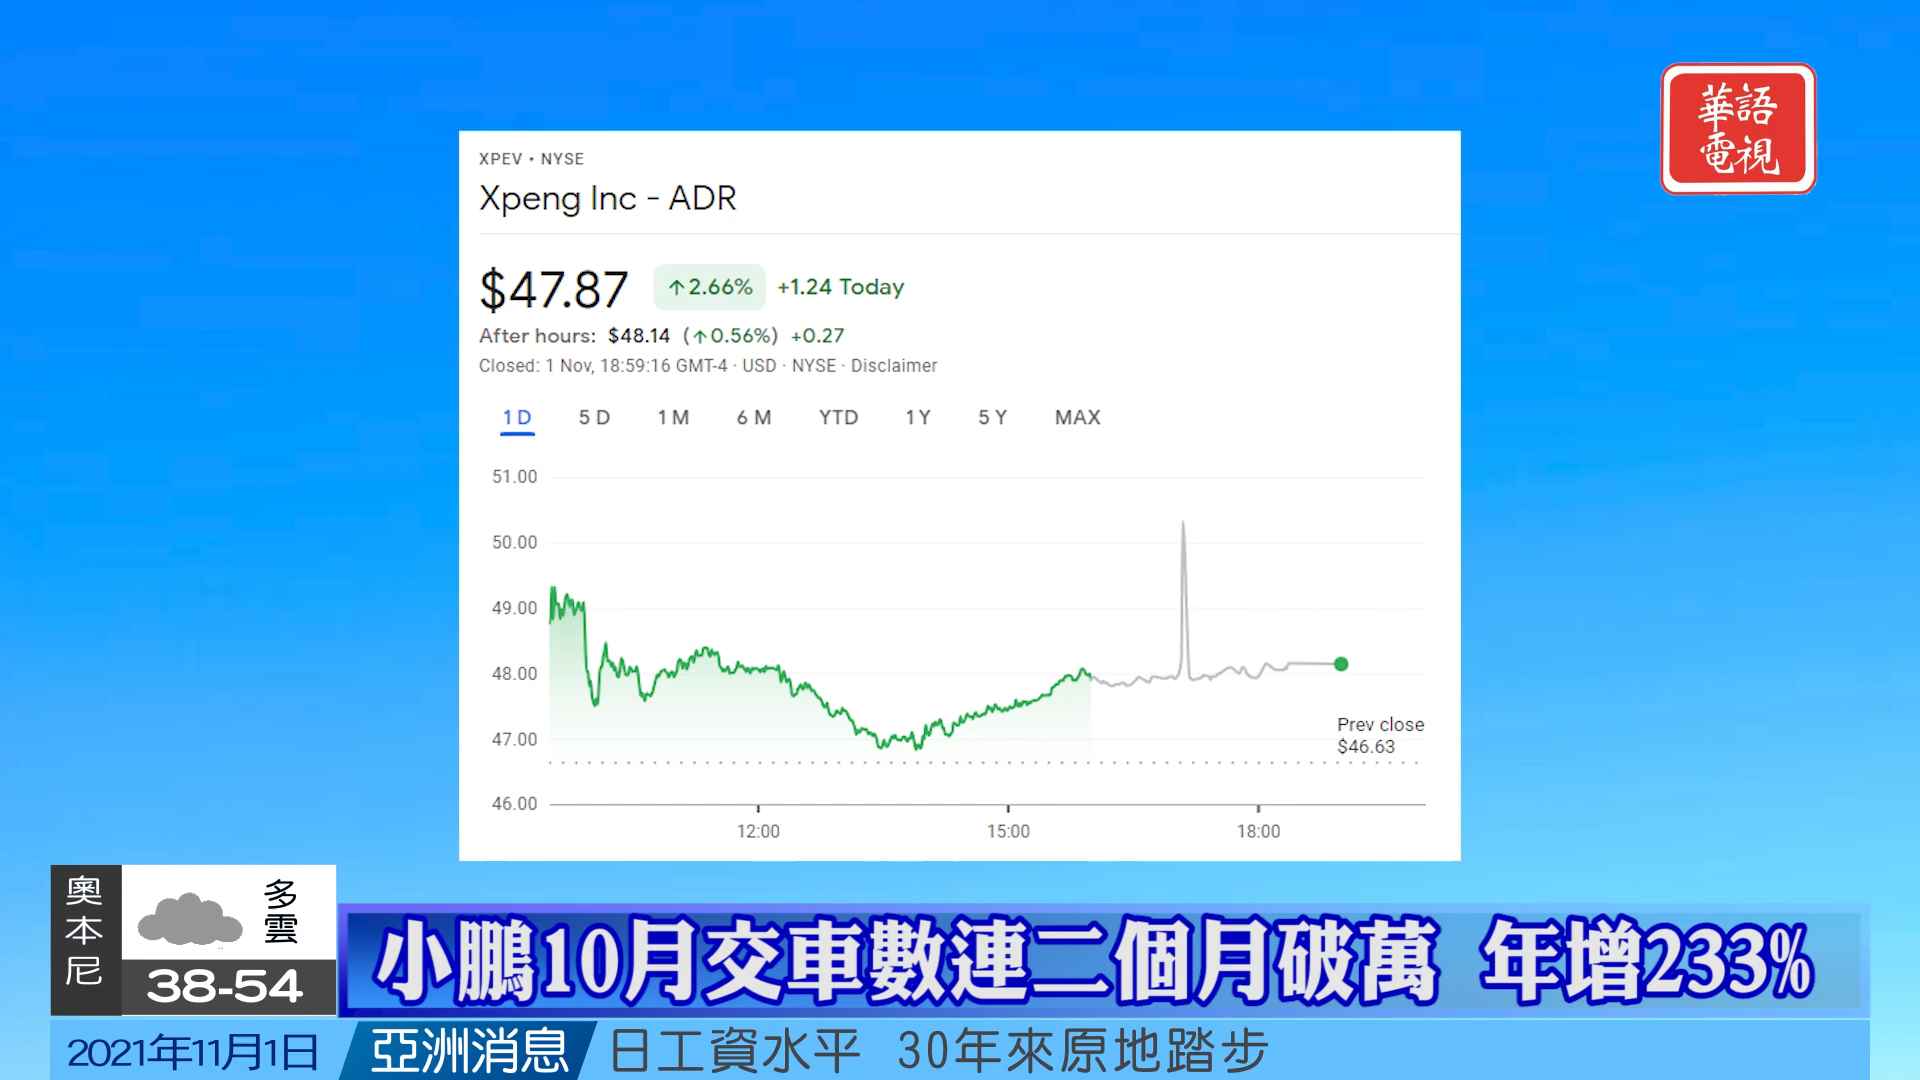 華語
電視
XPEV • NYSE
Xpeng Inc - ADR
$47.87 ↑2.66% +1.24 Today
After hours: $48.14 (↑0.56%) +0.27
Closed: 1 Nov, 18:59:16 GMT-4 · USD · NYSE · Disclaimer
1D 5D 1M 6M YTD 1Y 5Y MAX
51.00
50.00
49.00
48.00
47.00
46.00
Prev close
$46.63
12:00 15:00 18:00
奧本尼
多雲
38-54
小鵬10月交車數連二個月破萬 年增233%
2021年11月1日 亞洲消息 日工資水平 30年來原地踏步